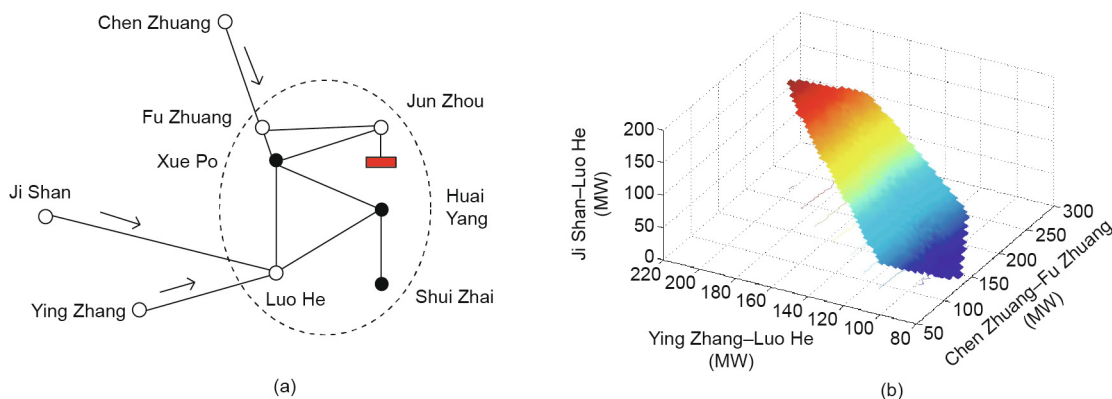 Chen Zhuang
Jun Zhou
Fu Zhuang
Xue Po
Ji Shan
Huai
Yang
Luo He
Shui Zhai
Ying Zhang
(a)
Ji Shan–Luo He
(MW)
200
150
100
50
0
220
200
180
160
140
120
100
80
Ying Zhang–Luo He
(MW)
50
100
150
200
250
300
Chen Zhuang–Fu Zhuang
(MW)
(b)